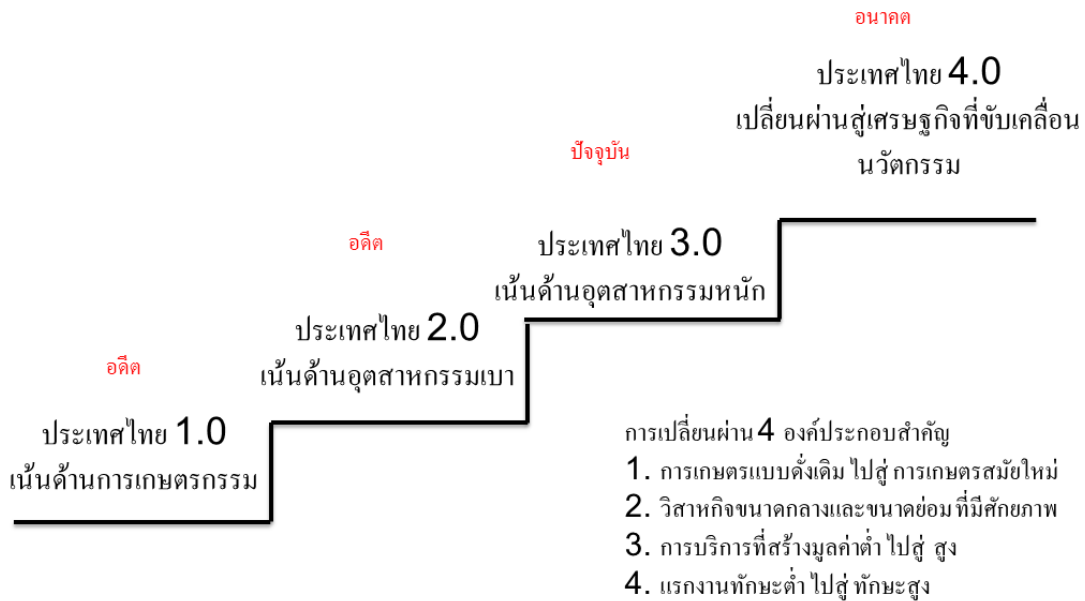 อดีต
ประเทศไทย 1.0
เน้นด้านการเกษตรกรรม
อดีต
ประเทศไทย 2.0
เน้นด้านอุตสาหกรรมเบา
ปัจจุบัน
ประเทศไทย 3.0
เน้นด้านอุตสาหกรรมหนัก
อนาคต
ประเทศไทย 4.0
เปลี่ยนผ่านสู่เศรษฐกิจที่ขับเคลื่อน
นวัตกรรม
การเปลี่ยนผ่าน 4 องค์ประกอบสำคัญ
1. การเกษตรแบบดั่งเดิม ไปสู่ การเกษตรสมัยใหม่
2. วิสาหกิจขนาดกลางและขนาดย่อม ที่มีศักยภาพ
3. การบริการที่สร้างมูลค่าต่ำ ไปสู่ สูง
4. แรกงานทักษะต่ำ ไปสู่ ทักษะสูง